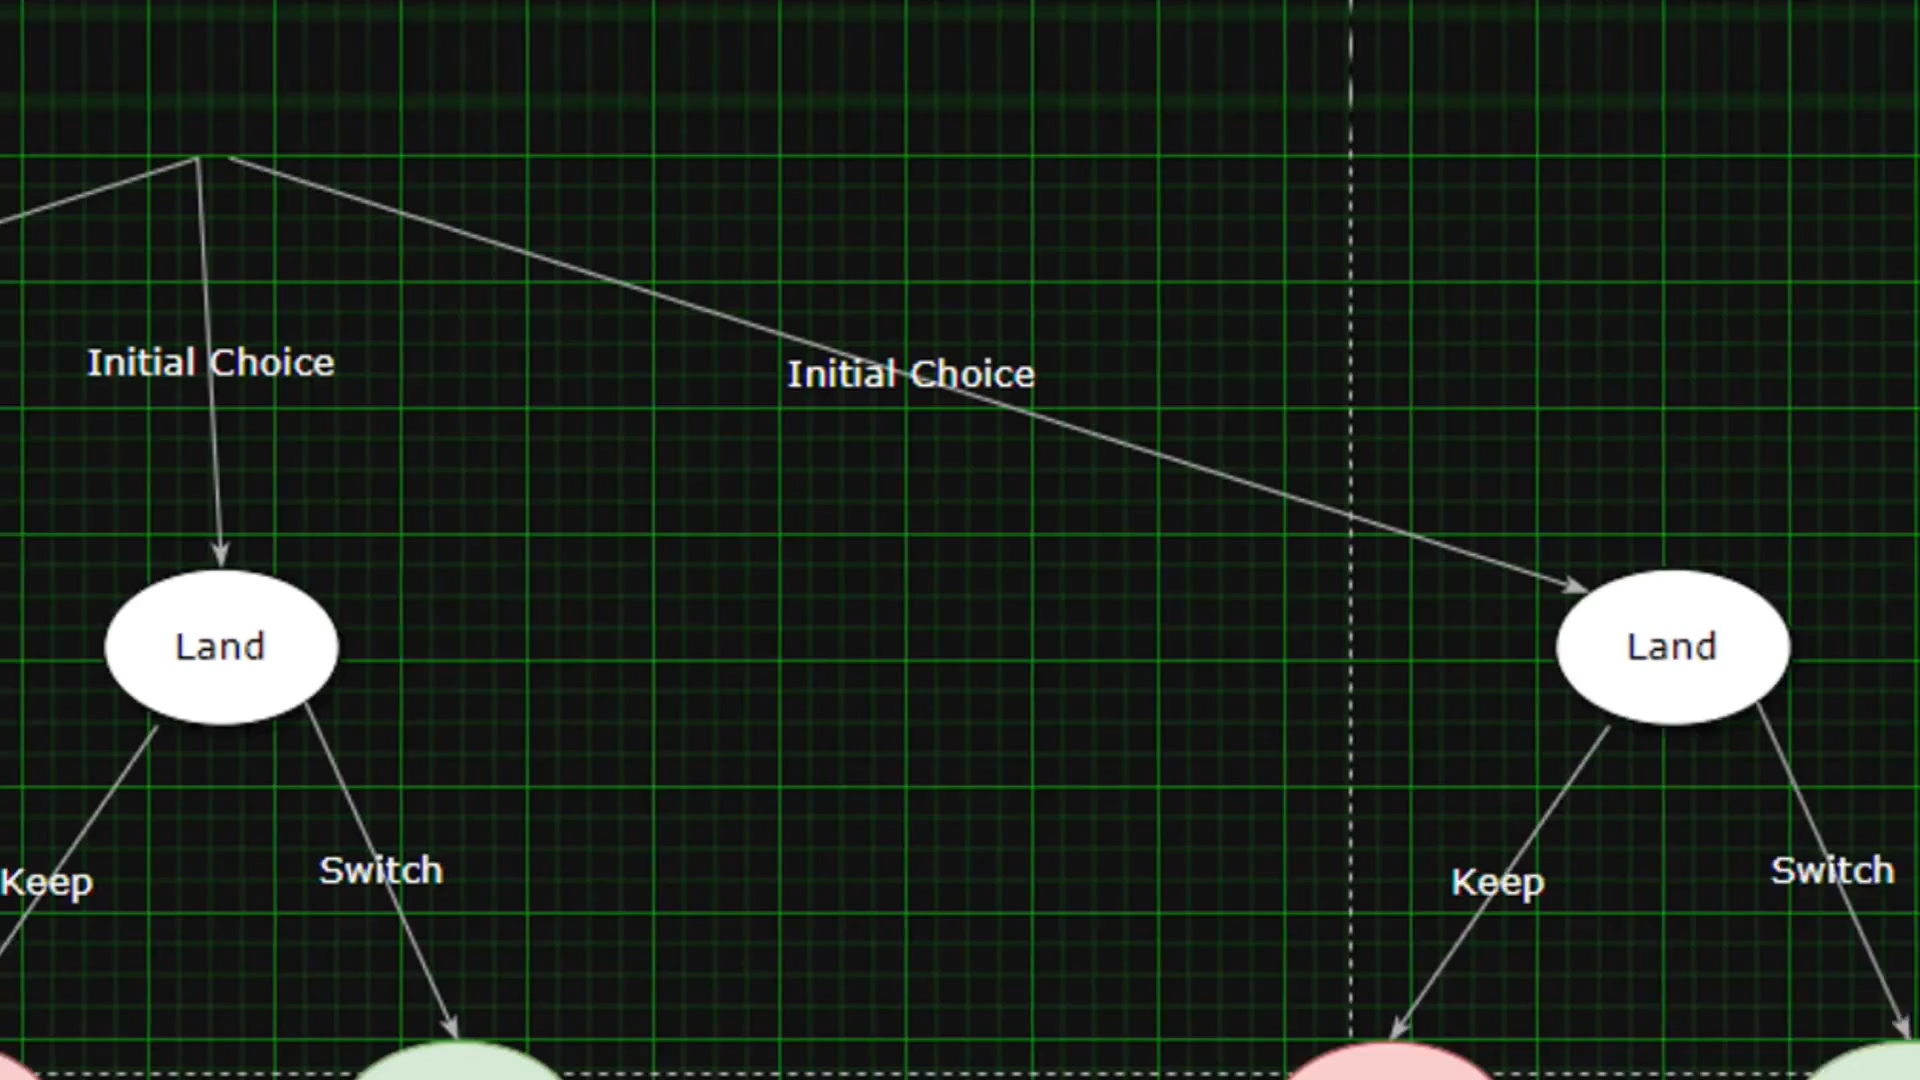 Initial Choice
Initial Choice
Land
Land
Keep
Switch
Keep
Switch